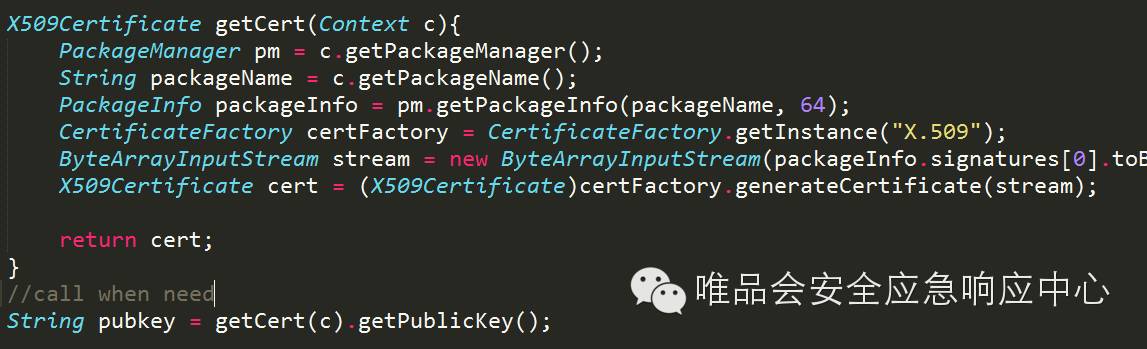 X509Certificate getCert(Context c){
    PackageManager pm = c.getPackageManager();
    String packageName = c.getPackageName();
    PackageInfo packageInfo = pm.getPackageInfo(packageName, 64);
    CertificateFactory certFactory = CertificateFactory.getInstance("X.509");
    ByteArrayInputStream stream = new ByteArrayInputStream(packageInfo.signatures[0].toB
    X509Certificate cert = (X509Certificate)certFactory.generateCertificate(stream);
    return cert;
}
//call when need
唯品会安全应急响应中心
String pubkey = getCert(c).getPublicKey();